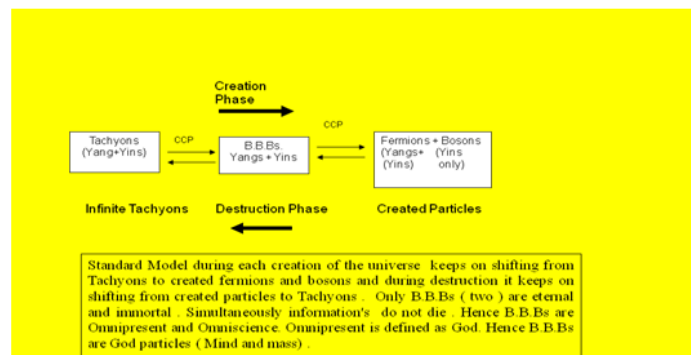 Creation
Phase
CCP
CCP
Tachyons
(Yang+Yins)
B.B.Bs.
Yangs + Yins
Fermions + Bosons
(Yangs+ (Yins
(Yins) only)
Infinite Tachyons
Destruction Phase
Created Particles
Standard Model during each creation of the universe keeps on shifting from
Tachyons to created fermions and bosons and during destruction it keeps on
shifting from created particles to Tachyons . Only B.B.Bs ( two ) are eternal
and immortal . Simultaneously information's do not die . Hence B.B.Bs are
Omnipresent and Omniscience. Omnipresent is defined as God. Hence B.B.Bs
are God particles ( Mind and mass) .